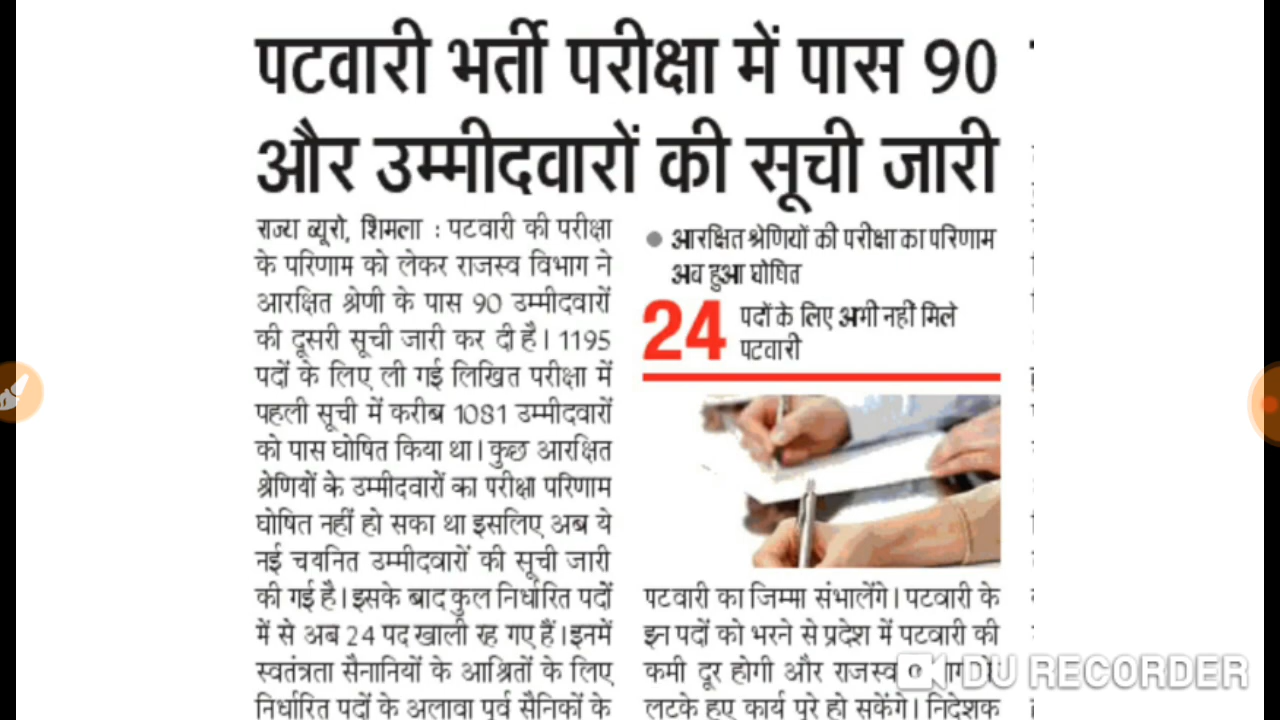 पटवारी भर्ती परीक्षा में पास 90
और उम्मीदवारों की सूची जारी
राज्य ब्यूरो, शिमला : पटवारी की परीक्षा
के परिणाम को लेकर राजस्व विभाग ने
आरक्षित श्रेणी के पास 90 उम्मीदवारों
की दूसरी सूची जारी कर दी है। 1195
पदों के लिए ली गई लिखित परीक्षा में
पहली सूची में करीब 1081 उम्मीदवारों
को पास घोषित किया था। कुछ आरक्षित
श्रेणियों के उम्मीदवारों का परीक्षा परिणाम
घोषित नहीं हो सका था इसलिए अब ये
नई चयनित उम्मीदवारों की सूची जारी
की गई है। इसके बाद कुल निर्धारित पदों
में से अब 24 पद खाली रह गए हैं। इनमें
स्वतंत्रता सैनानियों के आश्रितों के लिए
निर्धारित पदों के अलावा पूर्व सैनिकों के
आरक्षित श्रेणियों की परीक्षा का परिणाम
अब हुआ घोषित
24 पदों के लिए अभी नहीं मिले
पटवारी
पटवारी का जिम्मा संभालेंगे। पटवारी के
इन पदों को भरने से प्रदेश में पटवारी की
कमी दूर होगी और राजस्व
लटके हुए कार्य पूरे हो सकेंगे। निदेशक
DU RECORDER